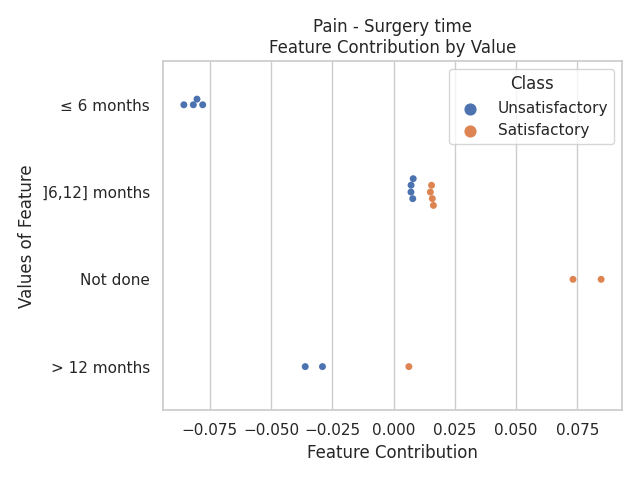 Pain - Surgery time
Feature Contribution by Value
Class
Unsatisfactory
Satisfactory
Values of Feature
≤ 6 months
]6,12] months
Not done
> 12 months
−0.075 −0.050 −0.025 0.000 0.025 0.050 0.075
Feature Contribution